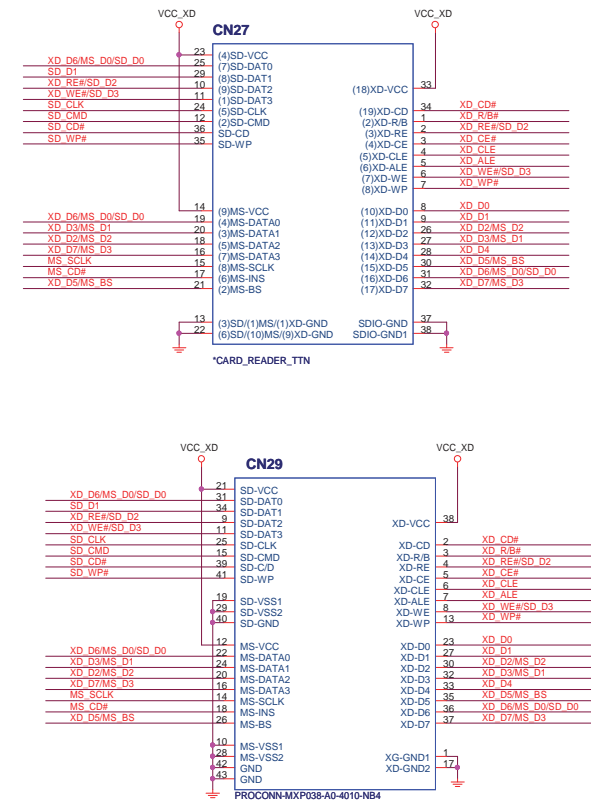 VCC_XD VCC_XD
CN27
23 (4)SD-VCC
XD_D6/MS_D0/SD_D0 25 (7)SD-DAT0
SD_D1 29 (8)SD-DAT1
XD_RE#/SD_D2 10 (9)SD-DAT2
XD_WE#/SD_D3 11 (1)SD-DAT3
SD_CLK 24 (5)SD-CLK
SD_CMD 12 (2)SD-CMD
SD_CD# 36 SD-CD
SD_WP# 35 SD-WP
14 (9)MS-VCC
XD_D6/MS_D0/SD_D0 19 (4)MS-DATA0
XD_D3/MS_D1 20 (3)MS-DATA1
XD_D2/MS_D2 18 (5)MS-DATA2
XD_D7/MS_D3 16 (7)MS-DATA3
MS_SCLK 15 (8)MS-SCLK
MS_CD# 17 (6)MS-INS
XD_D5/MS_BS 21 (2)MS-BS
13 (3)SD/(1)MS/(1)XD-GND
22 (6)SD/(10)MS/(9)XD-GND
(18)XD-VCC 33
(19)XD-CD 34 XD_CD#
(2)XD-R/B 1 XD_R/B#
(3)XD-RE 2 XD_RE#/SD_D2
(4)XD-CE 3 XD_CE#
(5)XD-CLE 4 XD_CLE
(6)XD-ALE 5 XD_ALE
(7)XD-WE 6 XD_WE#/SD_D3
(8)XD-WP 7 XD_WP#
(10)XD-D0 8 XD_D0
(11)XD-D1 9 XD_D1
(12)XD-D2 26 XD_D2/MS_D2
(13)XD-D3 27 XD_D3/MS_D1
(14)XD-D4 28 XD_D4
(15)XD-D5 30 XD_D5/MS_BS
(16)XD-D6 31 XD_D6/MS_D0/SD_D0
(17)XD-D7 32 XD_D7/MS_D3
SDIO-GND 37
SDIO-GND1 38
*CARD_READER_TTN
VCC_XD VCC_XD
CN29
21 SD-VCC
XD_D6/MS_D0/SD_D0 31 SD-DAT0
SD_D1 34 SD-DAT1
XD_RE#/SD_D2 9 SD-DAT2
XD_WE#/SD_D3 11 SD-DAT3
SD_CLK 25 SD-CLK
SD_CMD 15 SD-CMD
SD_CD# 39 SD-C/D
SD_WP# 41 SD-WP
19 SD-VSS1
29 SD-VSS2
40 SD-GND
12 MS-VCC
XD_D6/MS_D0/SD_D0 22 MS-DATA0
XD_D3/MS_D1 24 MS-DATA1
XD_D2/MS_D2 20 MS-DATA2
XD_D7/MS_D3 16 MS-DATA3
MS_SCLK 14 MS-SCLK
MS_CD# 18 MS-INS
XD_D5/MS_BS 26 MS-BS
10 MS-VSS1
28 MS-VSS2
42 GND
43 GND
XD-VCC 38
XD-CD 2 XD_CD#
XD-R/B 3 XD_R/B#
XD-RE 4 XD_RE#/SD_D2
XD-CE 5 XD_CE#
XD-CLE 6 XD_CLE
XD-ALE 7 XD_ALE
XD-WE 8 XD_WE#/SD_D3
XD-WP 13 XD_WP#
XD-D0 23 XD_D0
XD-D1 27 XD_D1
XD-D2 30 XD_D2/MS_D2
XD-D3 32 XD_D3/MS_D1
XD-D4 33 XD_D4
XD-D5 35 XD_D5/MS_BS
XD-D6 36 XD_D6/MS_D0/SD_D0
XD-D7 37 XD_D7/MS_D3
XG-GND1 1
XD-GND2 17
PROCONN-MXP038-A0-4010-NB4